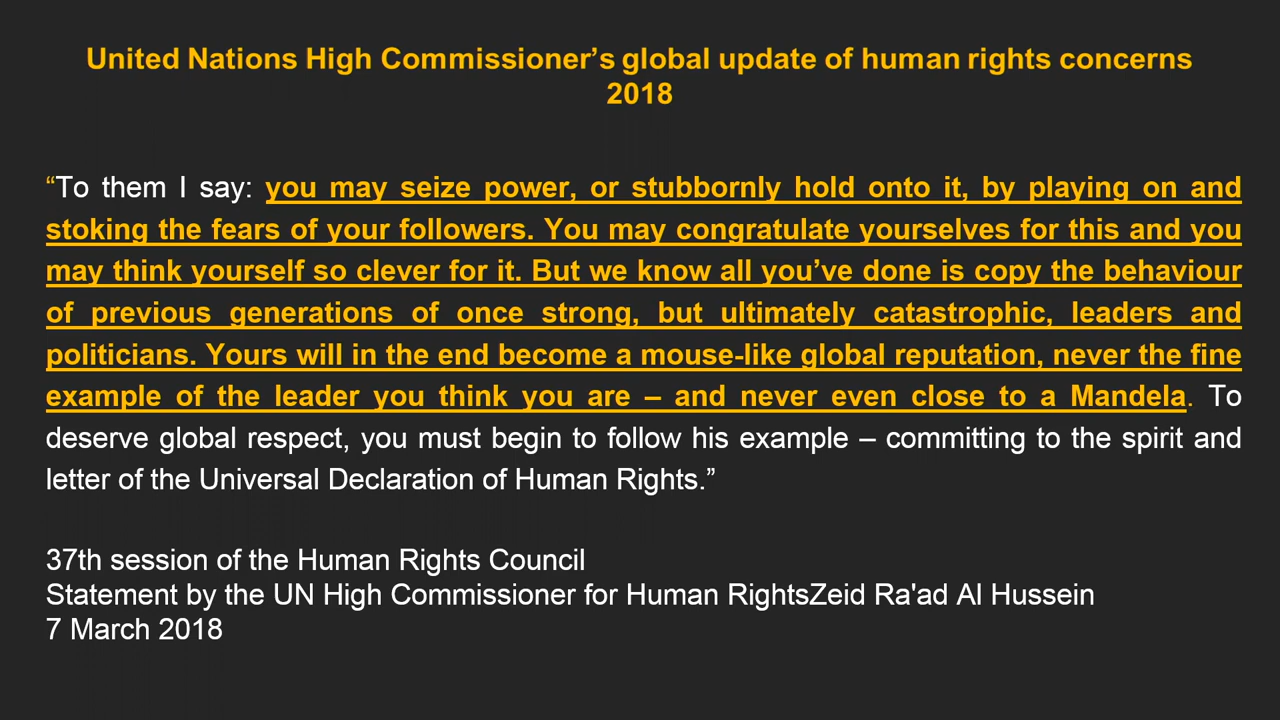 United Nations High Commissioner’s global update of human rights concerns
2018
“To them I say: you may seize power, or stubbornly hold onto it, by playing on and
stoking the fears of your followers. You may congratulate yourselves for this and you
may think yourself so clever for it. But we know all you’ve done is copy the behaviour
of previous generations of once strong, but ultimately catastrophic, leaders and
politicians. Yours will in the end become a mouse-like global reputation, never the fine
example of the leader you think you are – and never even close to a Mandela. To
deserve global respect, you must begin to follow his example – committing to the spirit and
letter of the Universal Declaration of Human Rights.”
37th session of the Human Rights Council
Statement by the UN High Commissioner for Human RightsZeid Ra'ad Al Hussein
7 March 2018